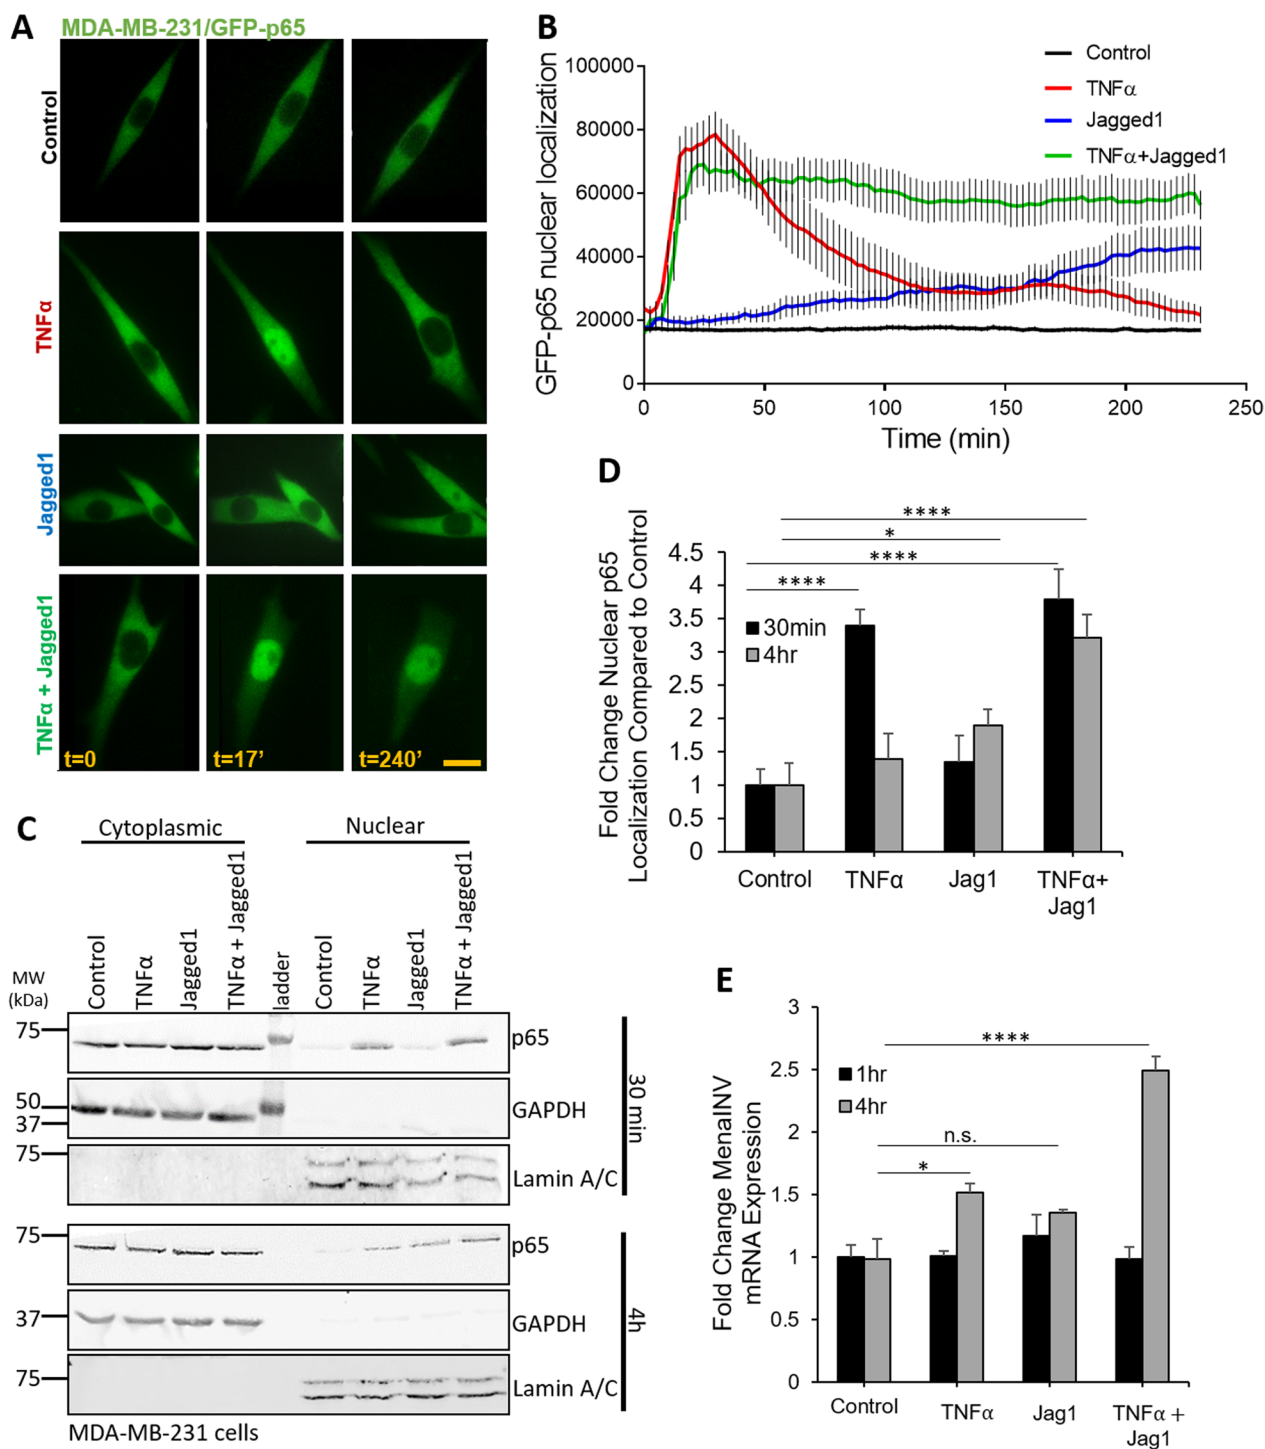 A
MDA-MB-231/GFP-p65
Control
TNFα
Jagged1
TNFα + Jagged1
t=0
t=17'
t=240'
B
GFP-p65 nuclear localization
100000
80000
60000
40000
20000
0
0
50
100
150
200
250
Time (min)
Control
TNFα
Jagged1
TNFα+Jagged1
C
Cytoplasmic
Nuclear
MW
(kDa)
Control
TNFα
Jagged1
TNFα + Jagged1
ladder
Control
TNFα
Jagged1
TNFα + Jagged1
75
p65
50
37
GAPDH
75
Lamin A/C
30 min
75
p65
37
GAPDH
75
Lamin A/C
4h
MDA-MB-231 cells
D
Fold Change Nuclear p65
Localization Compared to Control
4.5
4
3.5
3
2.5
2
1.5
1
0.5
0
****
*
****
****
30min
4hr
Control
TNFα
Jag1
TNFα+
Jag1
E
Fold Change MenaINV
mRNA Expression
3
2.5
2
1.5
1
0.5
0
****
n.s.
*
1hr
4hr
Control
TNFα
Jag1
TNFα +
Jag1